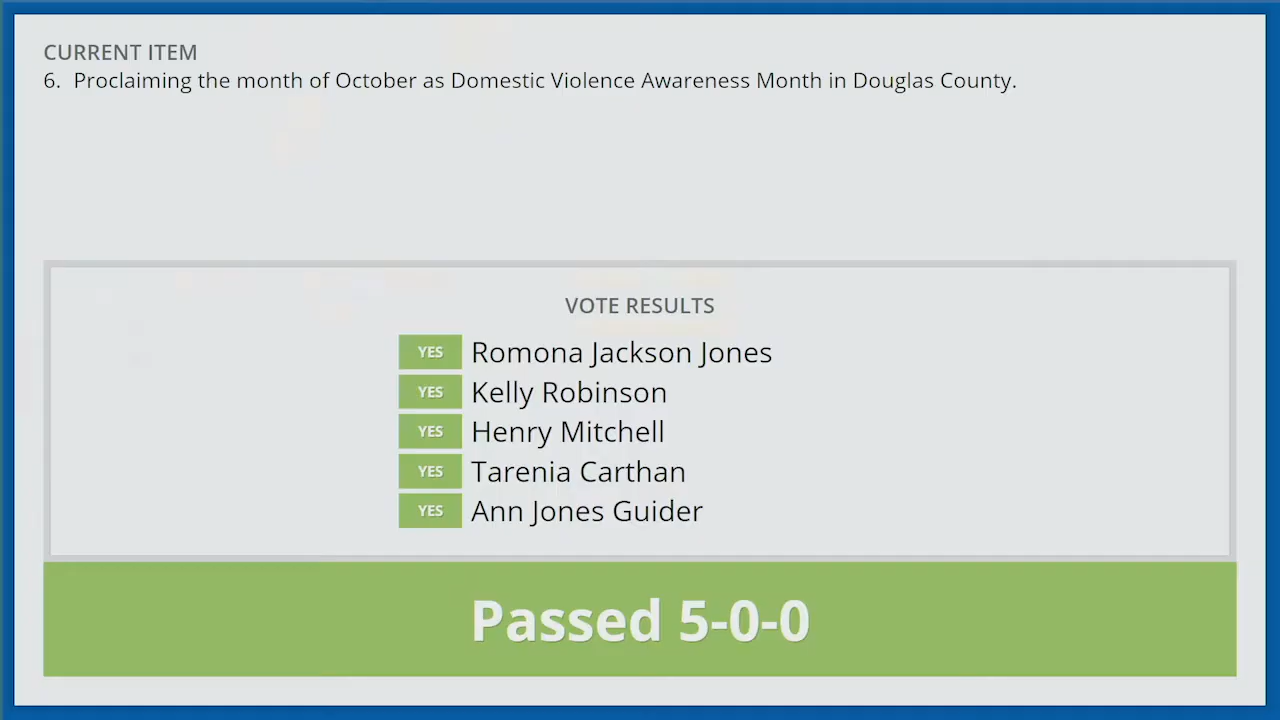 CURRENT ITEM
6. Proclaiming the month of October as Domestic Violence Awareness Month in Douglas County.
VOTE RESULTS
YES Romona Jackson Jones
YES Kelly Robinson
YES Henry Mitchell
YES Tarenia Carthan
YES Ann Jones Guider
Passed 5-0-0